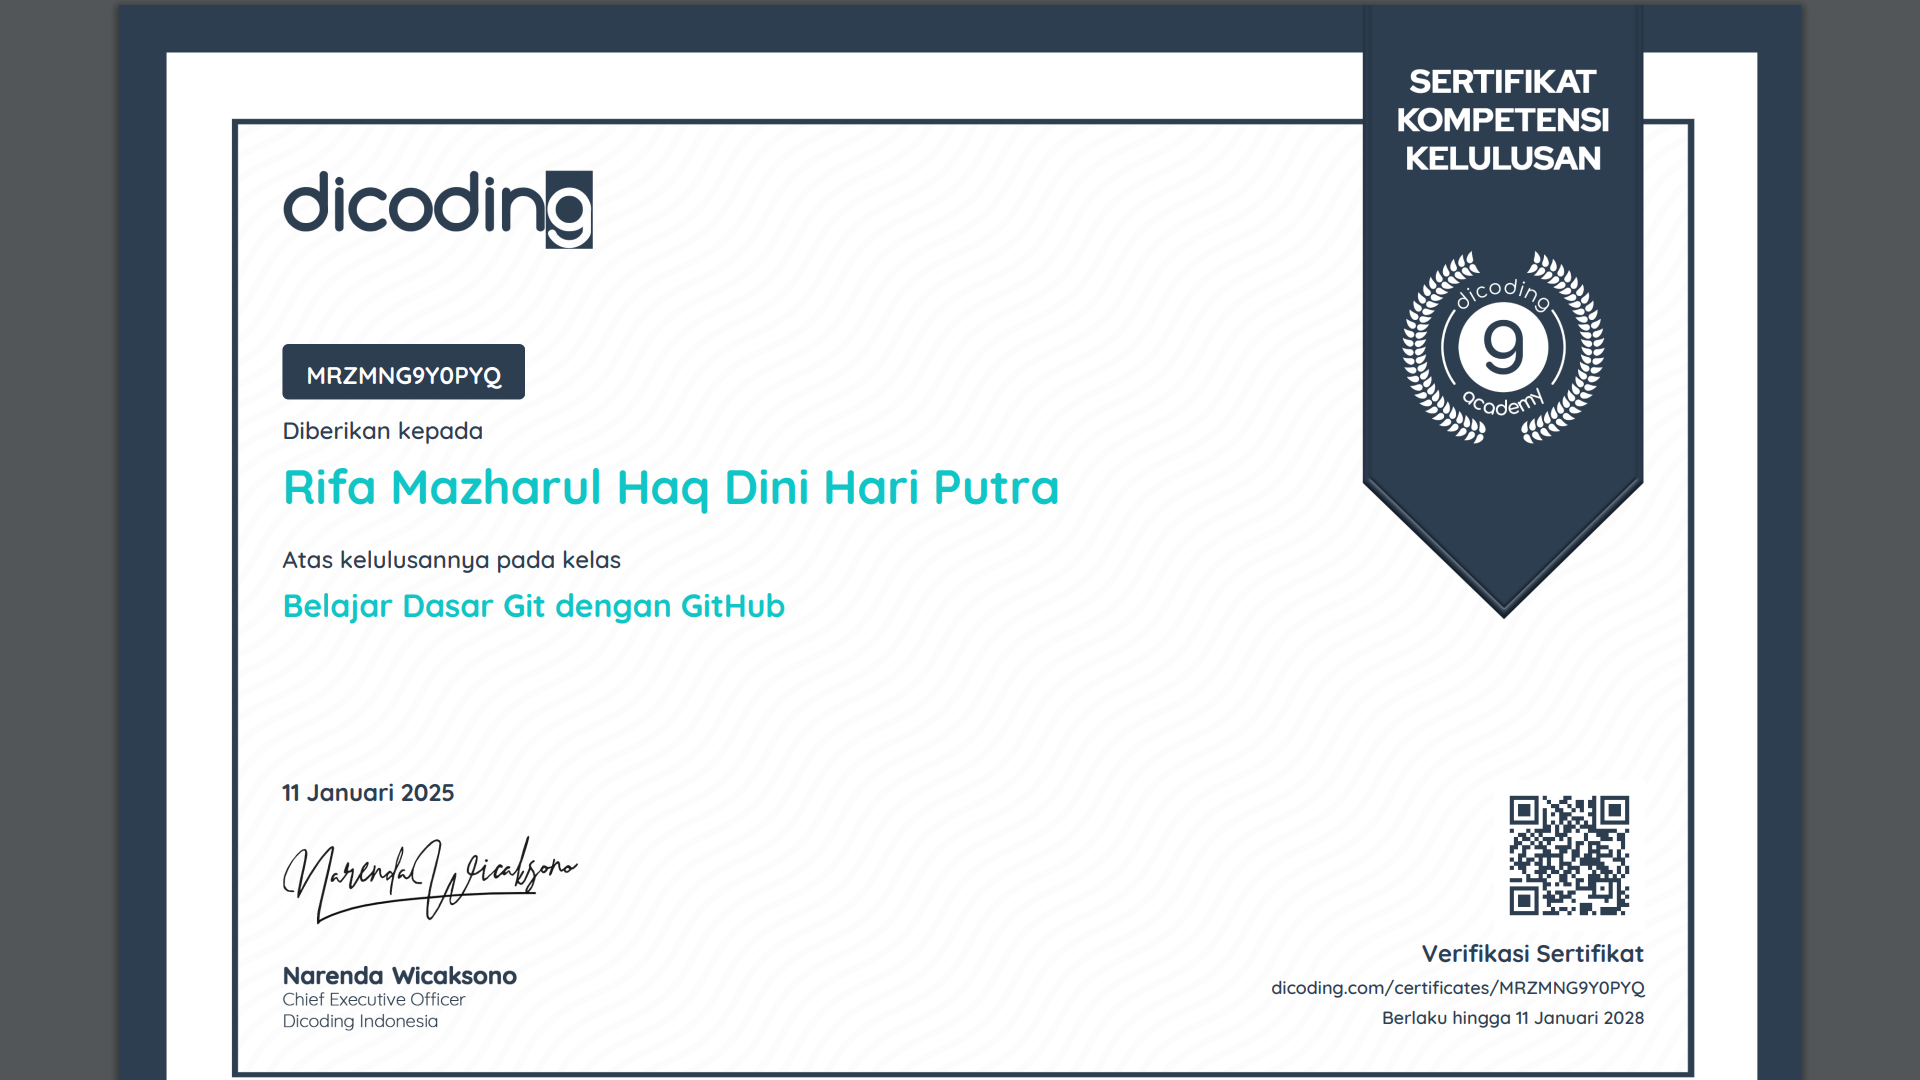 dicoding
SERTIFIKAT
KOMPETENSI
KELULUSAN
dicoding
9
academy
MRZMNG9Y0PYQ
Diberikan kepada
Rifa Mazharul Haq Dini Hari Putra
Atas kelulusannya pada kelas
Belajar Dasar Git dengan GitHub
11 Januari 2025
Narenda Wicaksono
Narenda Wicaksono
Chief Executive Officer
Dicoding Indonesia
Verifikasi Sertifikat
dicoding.com/certificates/MRZMNG9Y0PYQ
Berlaku hingga 11 Januari 2028